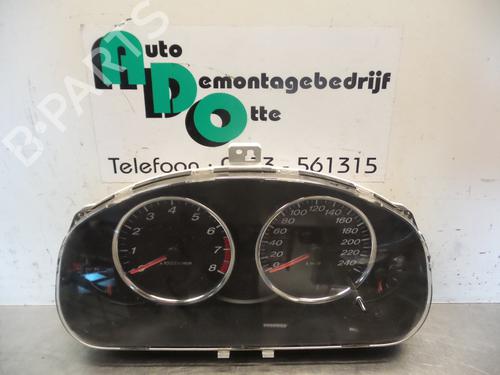 Auto
Demontagebedrijf
Otte
Telefoon : 561315
B-PARTS
1 2 3 4 5 6 7 8
0 20 40 60 80 100 120 140 160 180 200 220 240
km/h